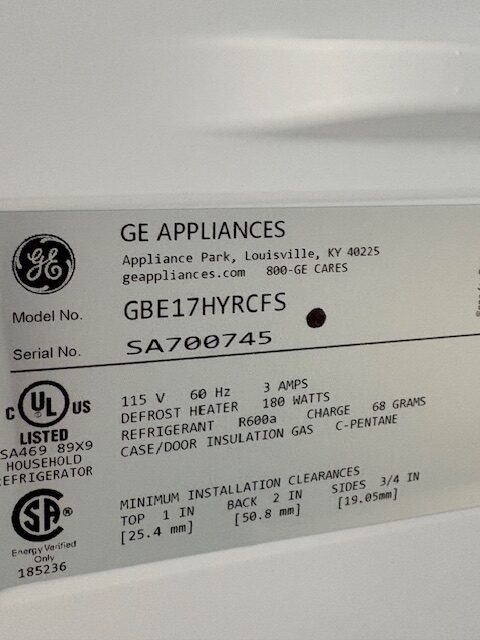 GE APPLIANCES
Appliance Park, Louisville, KY 40225
geappliances.com 800-GE CARES
GE
Model No. GBE17HYRCFS
Serial No. SA700745
C UL US
LISTED
SA469 89X9
HOUSEHOLD
REFRIGERATOR
115 V 60 Hz 3 AMPS
DEFROST HEATER 180 WATTS
REFRIGERANT R600a CHARGE 68 GRAMS
CASE/DOOR INSULATION GAS C-PENTANE
SA ®
Energy Verified
Only
185236
MINIMUM INSTALLATION CLEARANCES
TOP 1 IN BACK 2 IN SIDES 3/4 IN
[25.4 mm] [50.8 mm] [19.05mm]